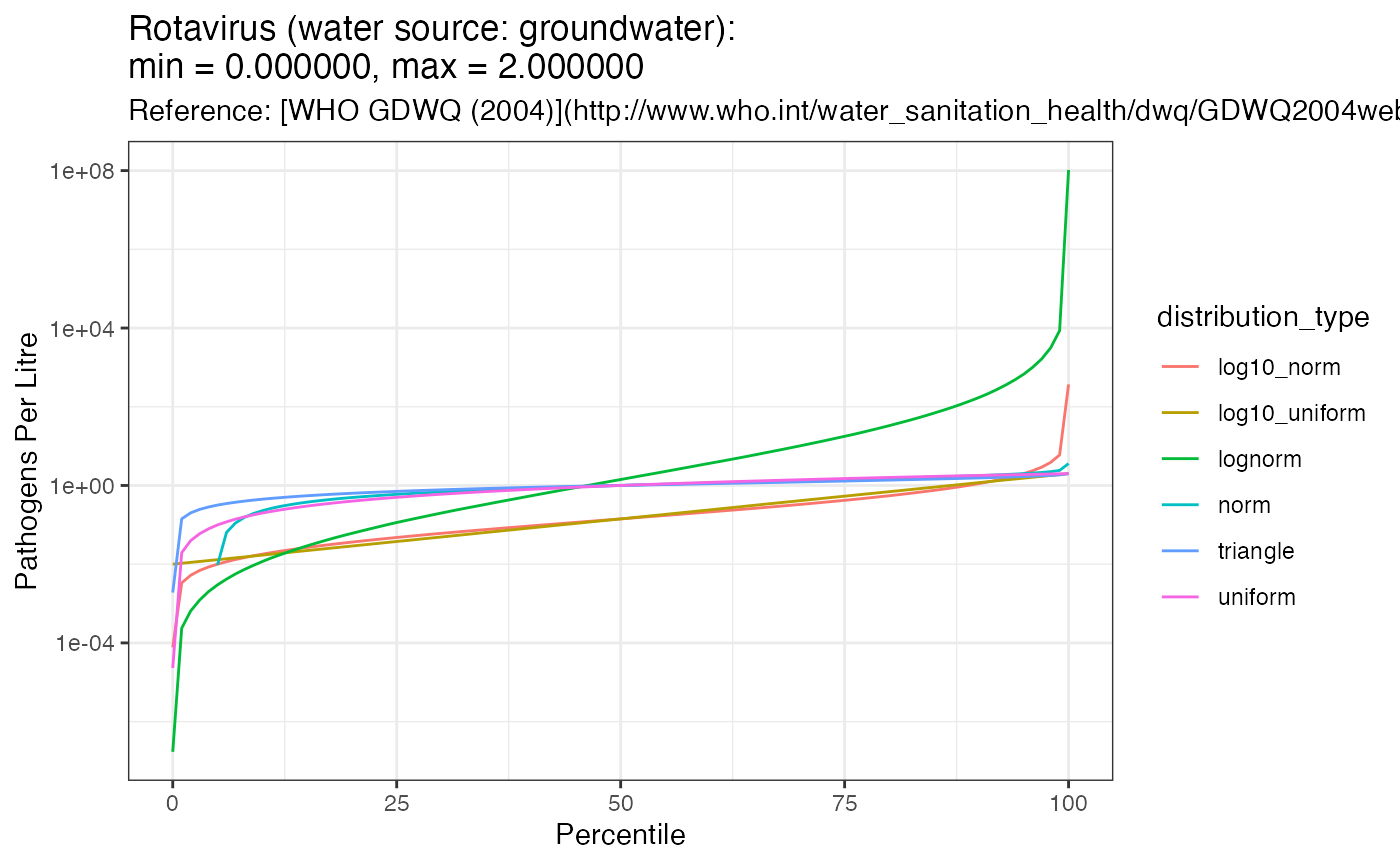 Rotavirus (water source: groundwater):
min = 0.000000, max = 2.000000
Reference: [WHO GDWQ (2004)](http://www.who.int/water_sanitation_health/dwq/GDWQ2004web
1e+08
1e+04
1e+00
1e-04
Pathogens Per Litre
0 25 50 75 100
Percentile
distribution_type
log10_norm
log10_uniform
lognorm
norm
triangle
uniform